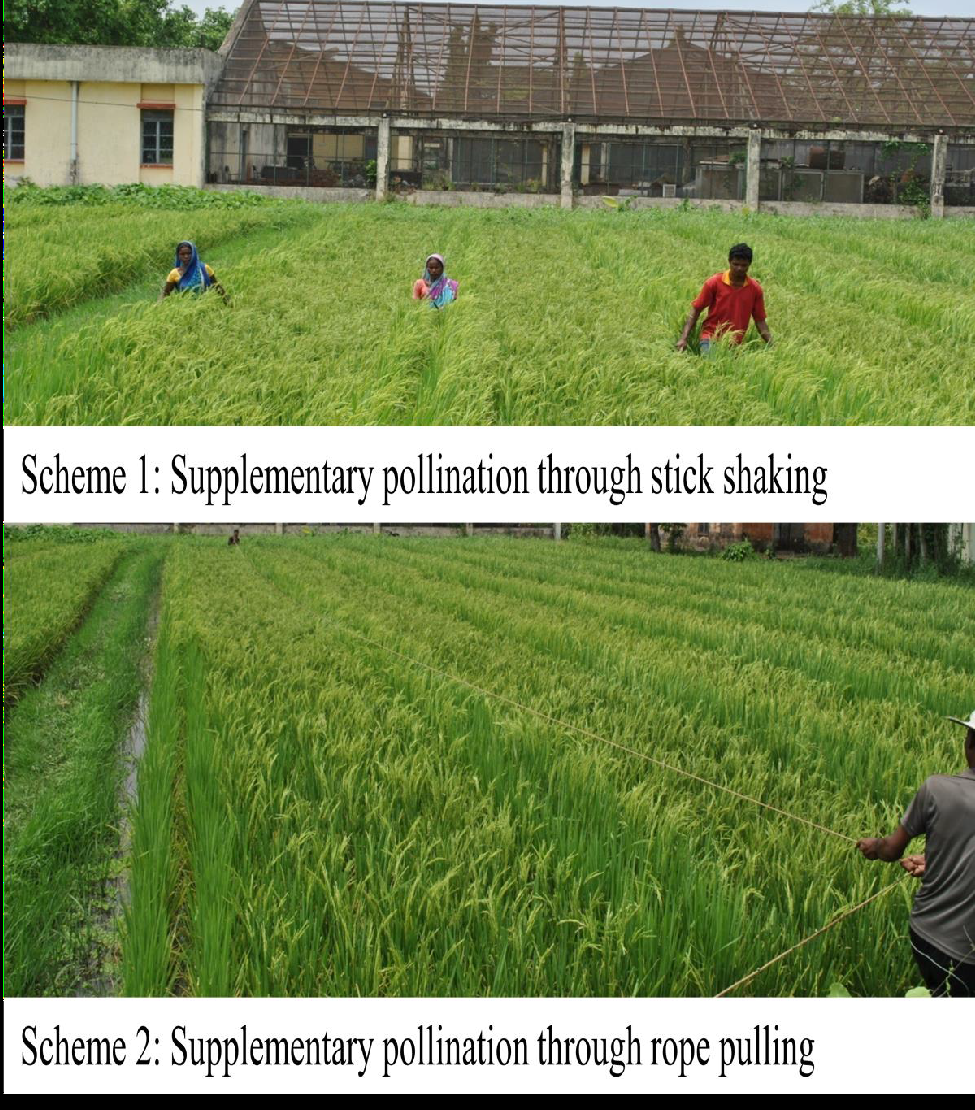 Scheme 1: Supplementary pollination through stick shaking
Scheme 2: Supplementary pollination through rope pulling